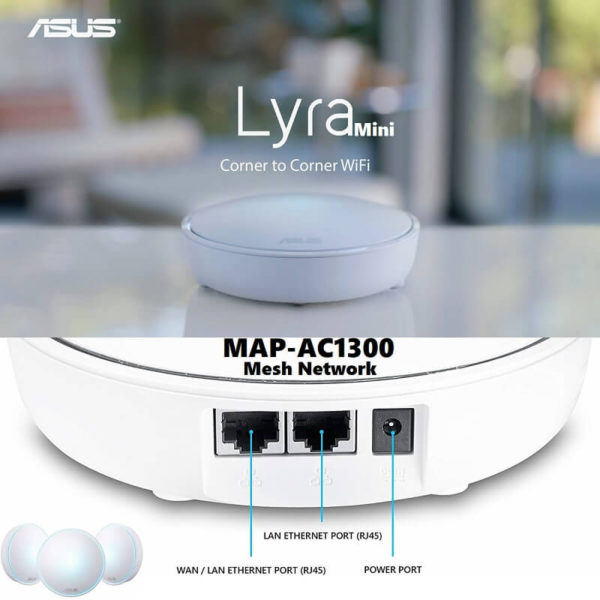 ASUS
Lyra Mini
Corner to Corner WiFi
ASUS
MAP-AC1300
Mesh Network
LAN ETHERNET PORT (RJ45)
WAN / LAN ETHERNET PORT (RJ45)
POWER PORT